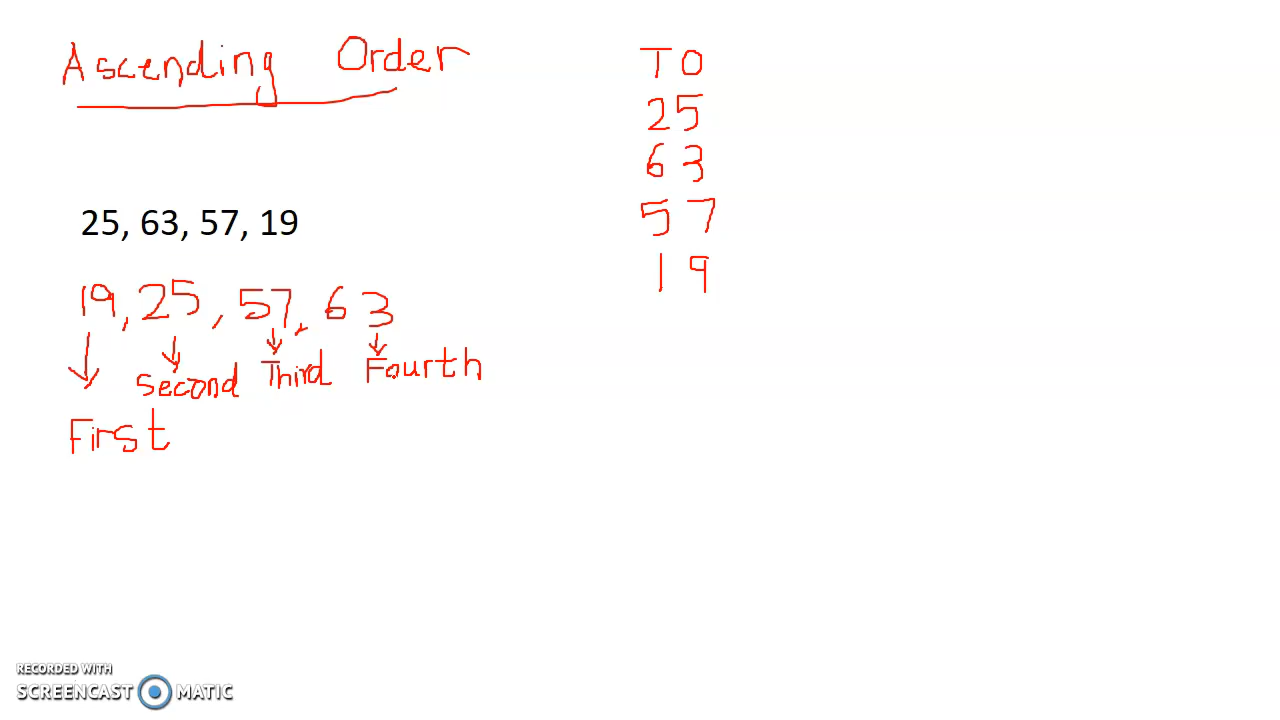 Ascending Order
25, 63, 57, 19
19, 25, 57, 63
Second Third Fourth
First
T O
2 5
6 3
5 7
1 9
RECORDED WITH
SCREENCAST MATIC